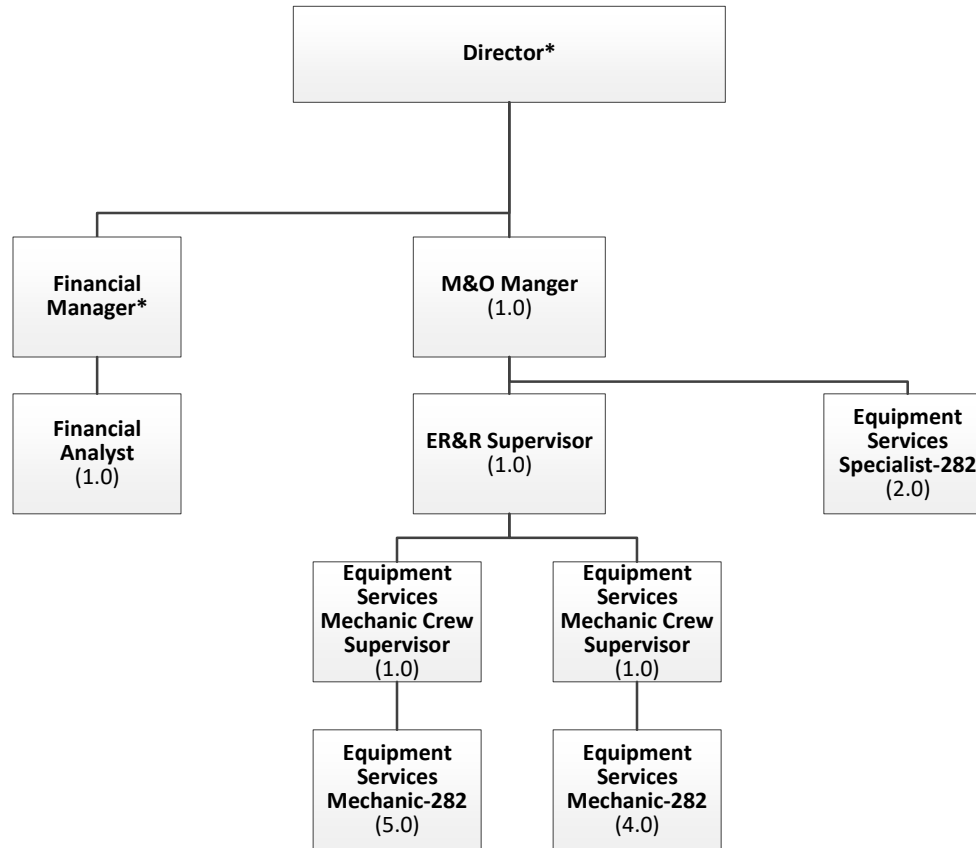 Director*
Financial
Manager*
M&O Manger
(1.0)
Financial
Analyst
(1.0)
ER&R Supervisor
(1.0)
Equipment
Services
Specialist-282
(2.0)
Equipment
Services
Mechanic Crew
Supervisor
(1.0)
Equipment
Services
Mechanic Crew
Supervisor
(1.0)
Equipment
Services
Mechanic-282
(5.0)
Equipment
Services
Mechanic-282
(4.0)